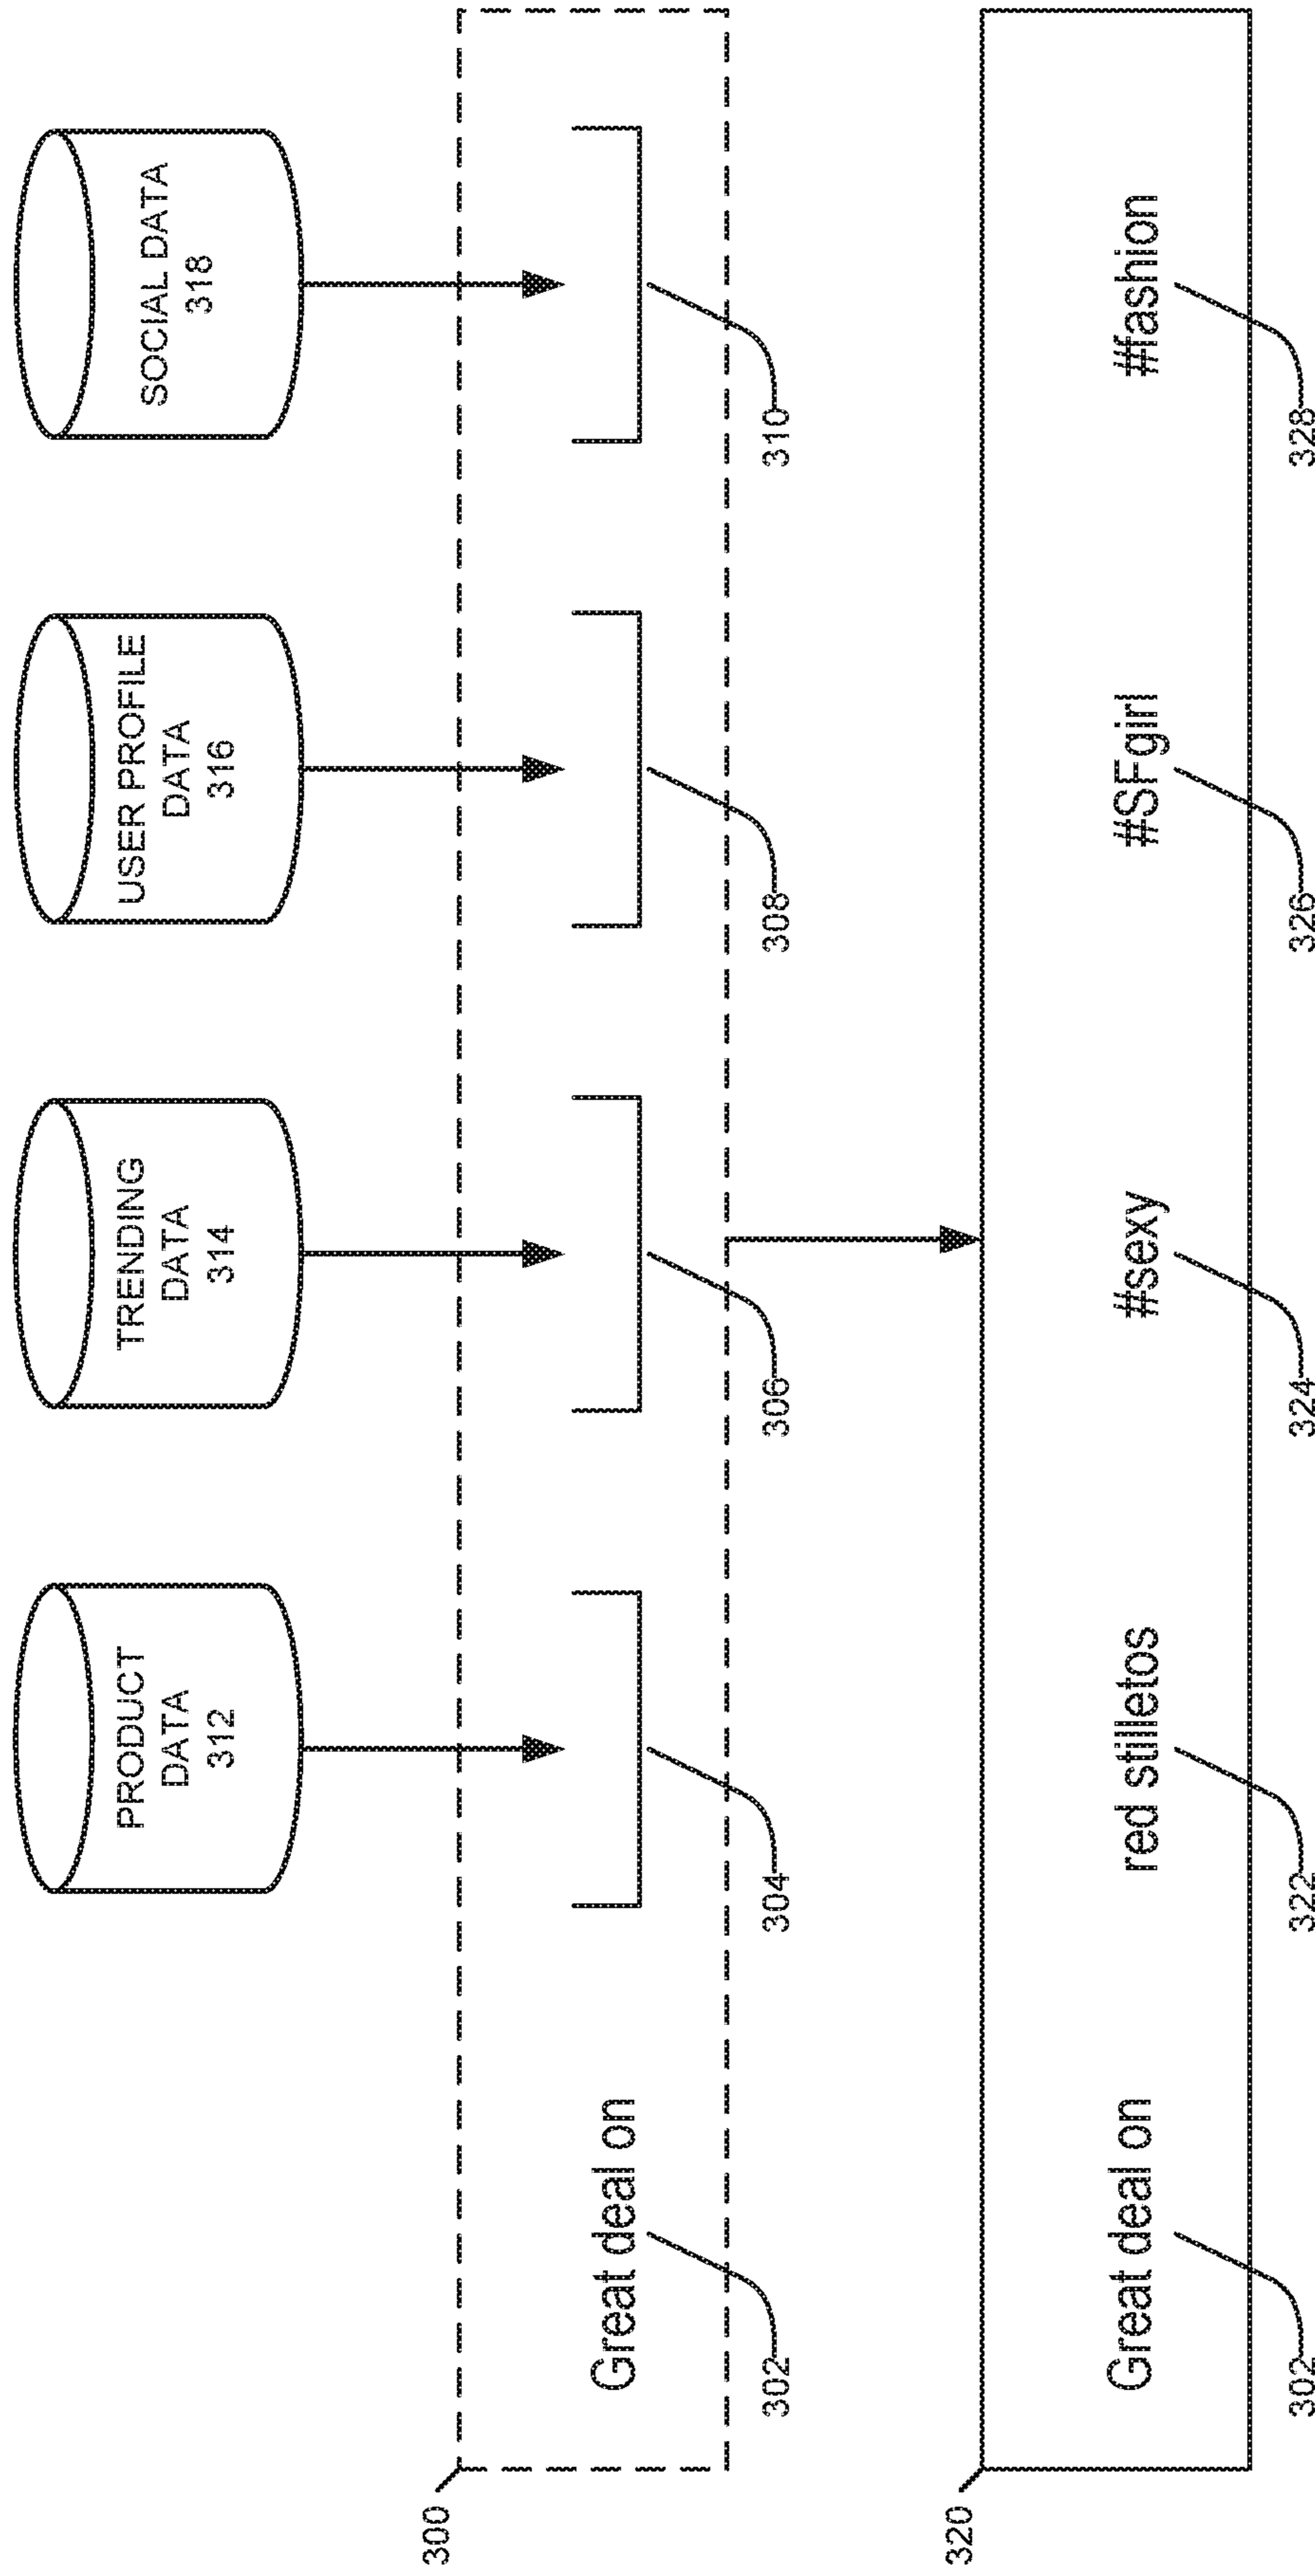 PRODUCT
DATA
312
TRENDING
DATA
314
USER PROFILE
DATA
316
SOCIAL DATA
318
300
Great deal on
302
304
306
308
310
320
Great deal on
red stilletos
#sexy
#SFgirl
#fashion
302
322
324
326
328